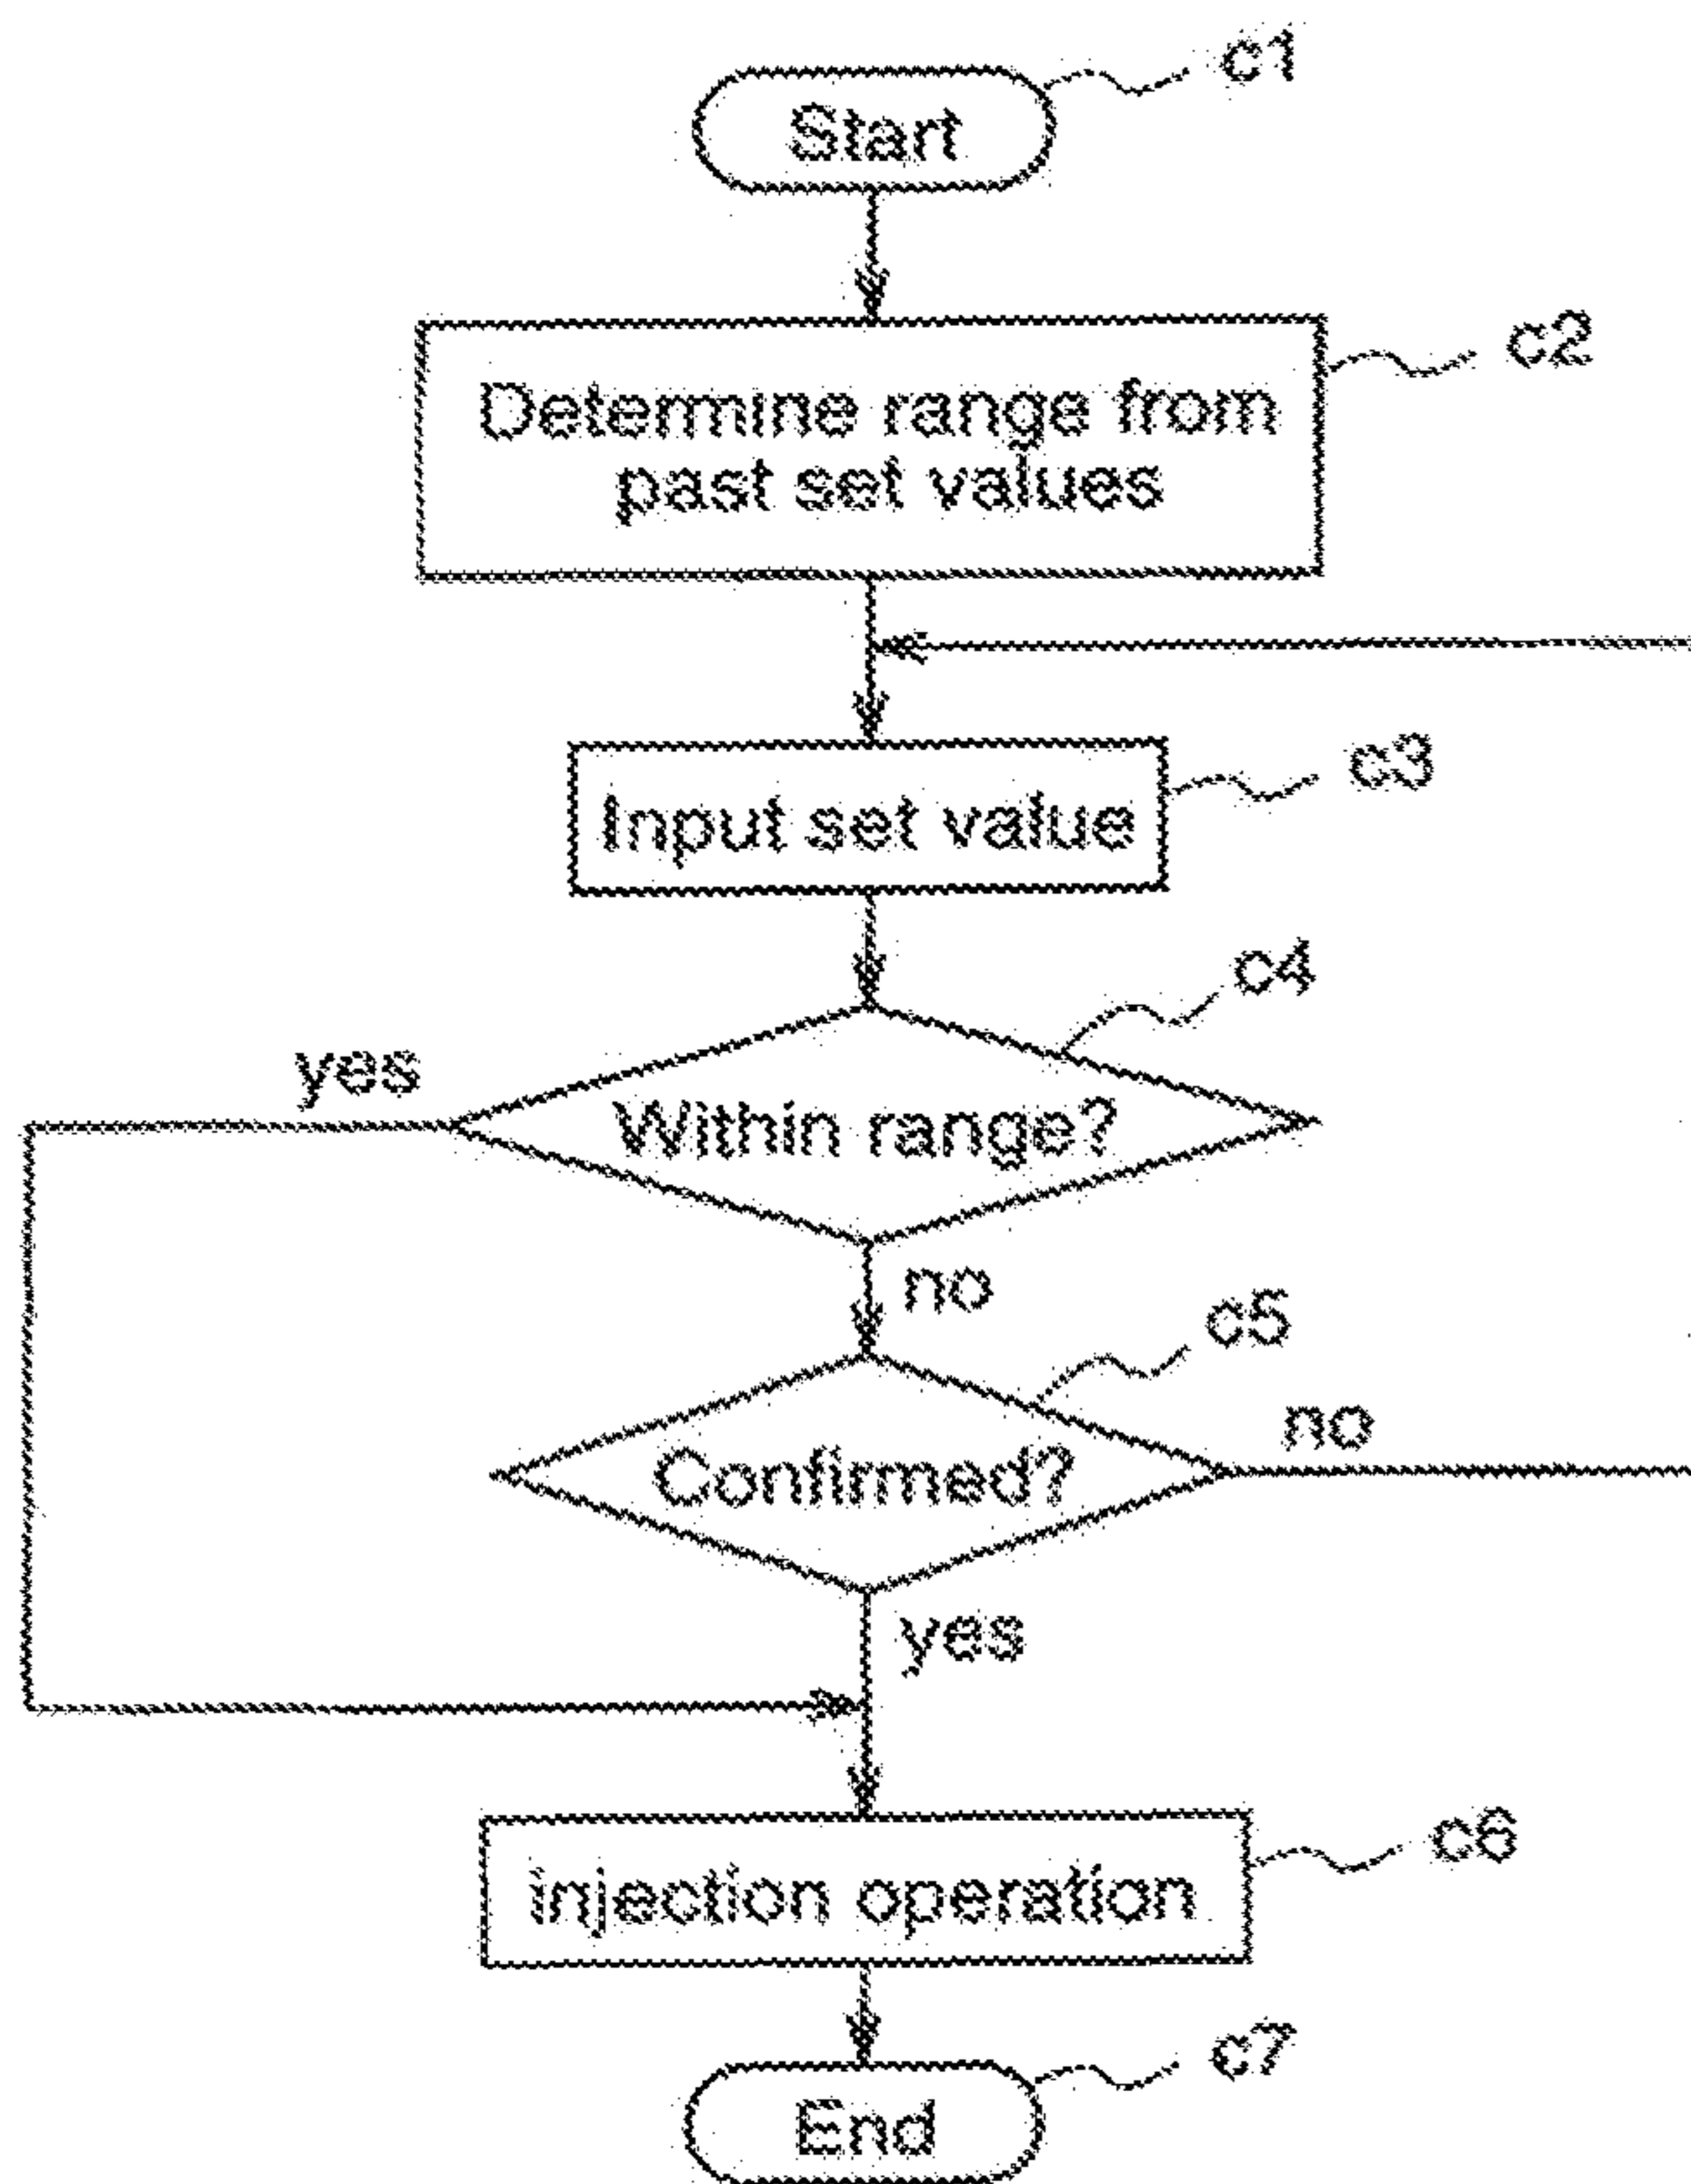 c1
Start
c2
Determine range from
past set values
c3
Input set value
c4
yes
Within range?
no
c5
no
Confirmed?
yes
c6
injection operation
c7
End